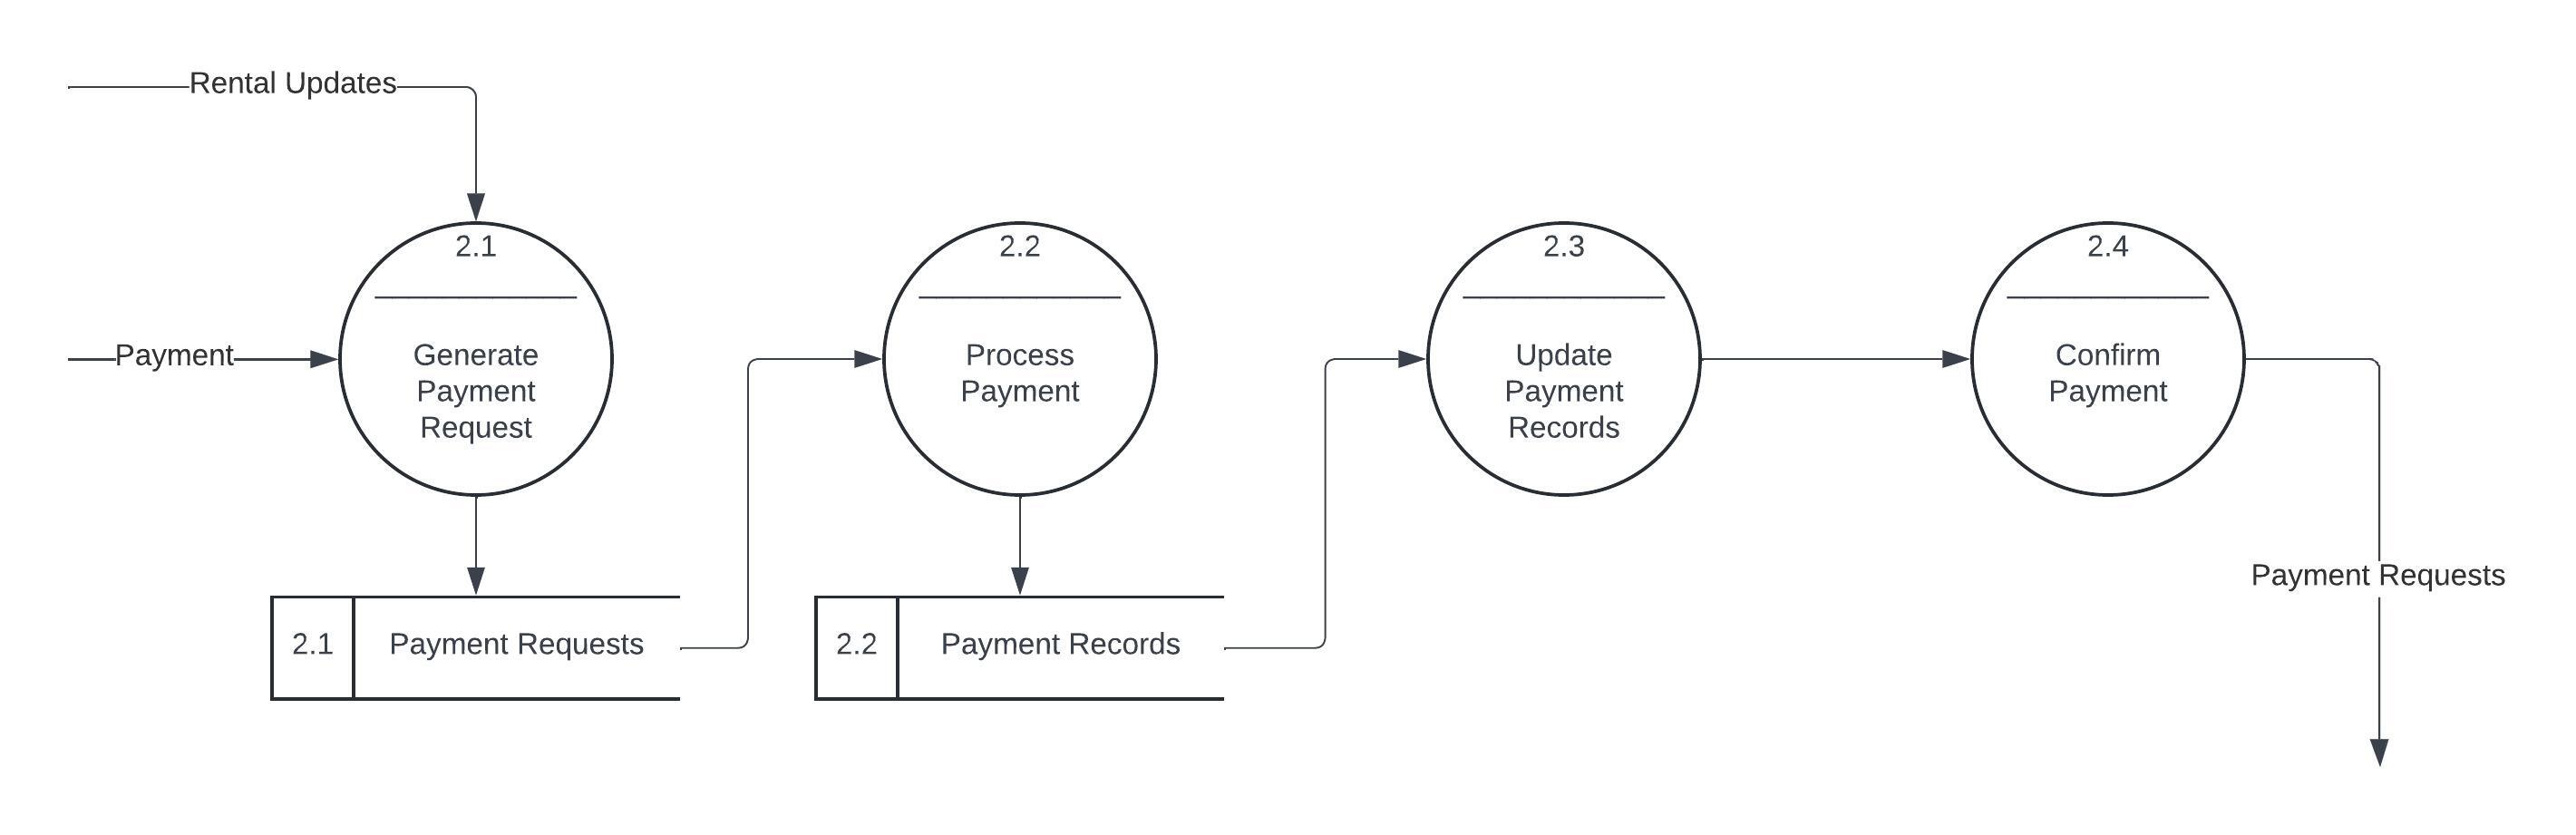 Rental Updates
Payment
2.1
Generate
Payment
Request
2.2
Process
Payment
2.3
Update
Payment
Records
2.4
Confirm
Payment
Payment Requests
2.1
Payment Requests
2.2
Payment Records